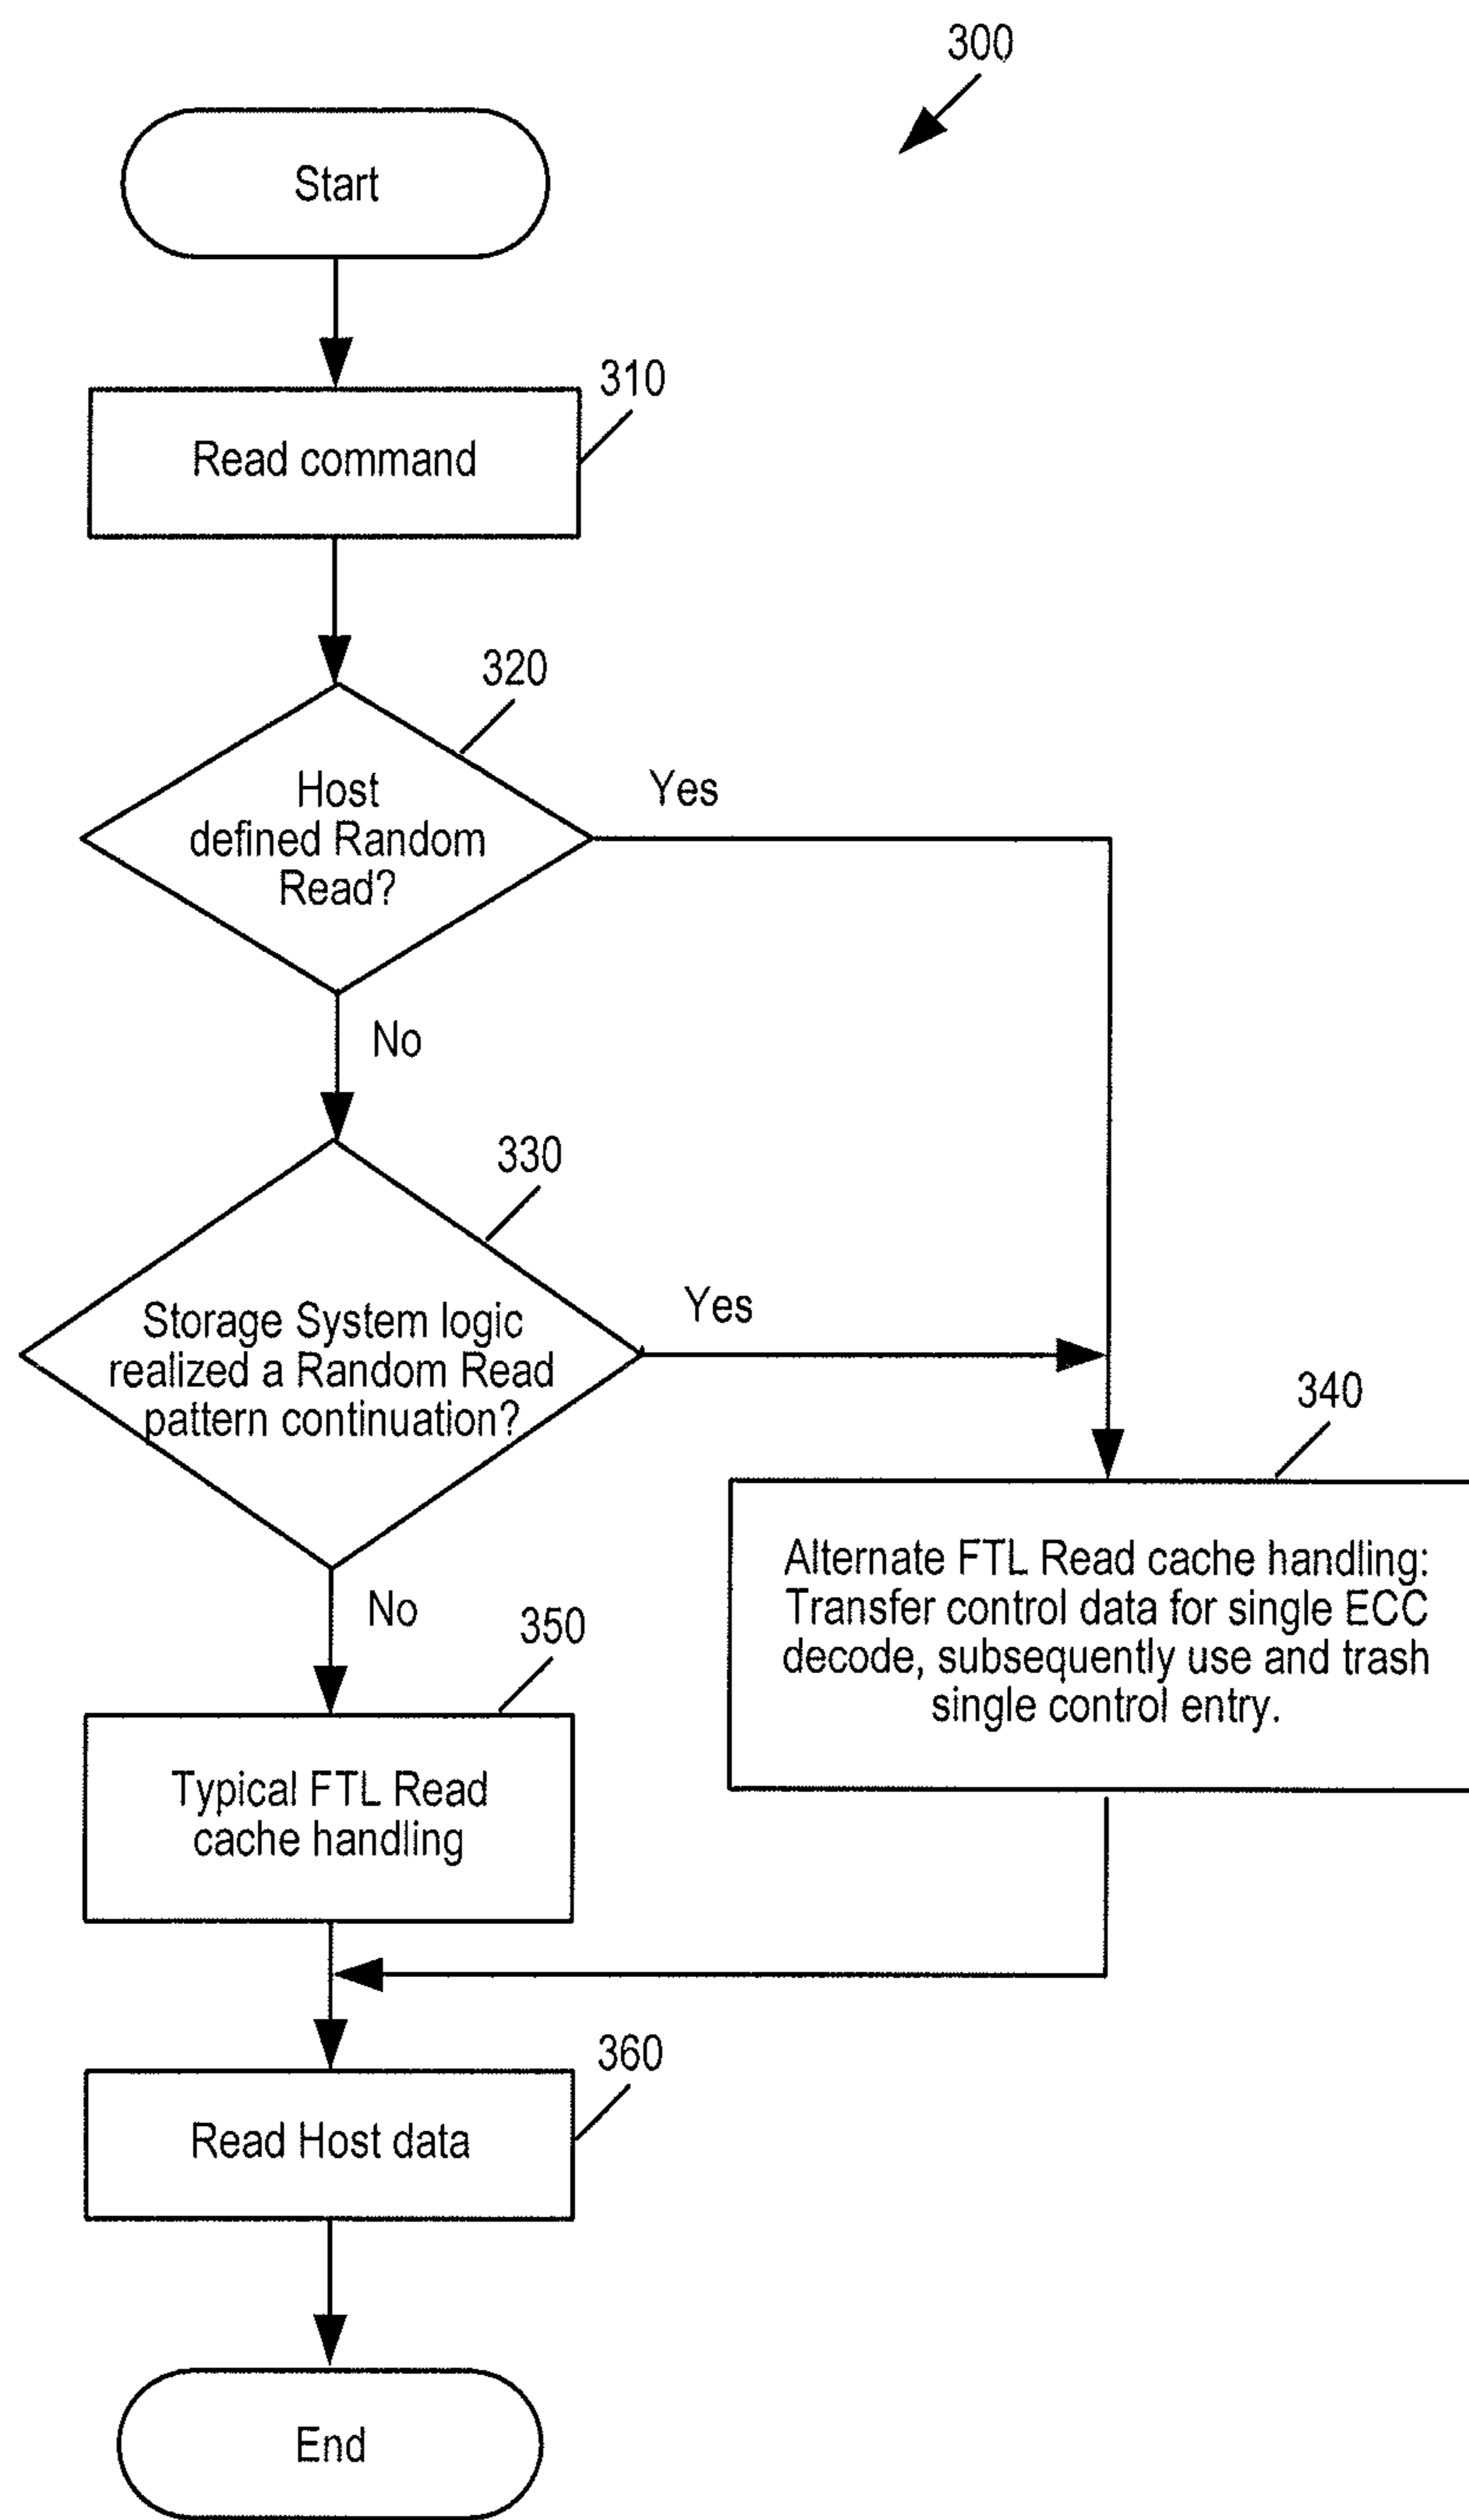 300
Start
310
Read command
320
Host
defined Random
Read?
Yes
No
330
Storage System logic
realized a Random Read
pattern continuation?
Yes
340
Alternate FTL Read cache handling:
Transfer control data for single ECC
decode, subsequently use and trash
single control entry.
No
350
Typical FTL Read
cache handling
360
Read Host data
End